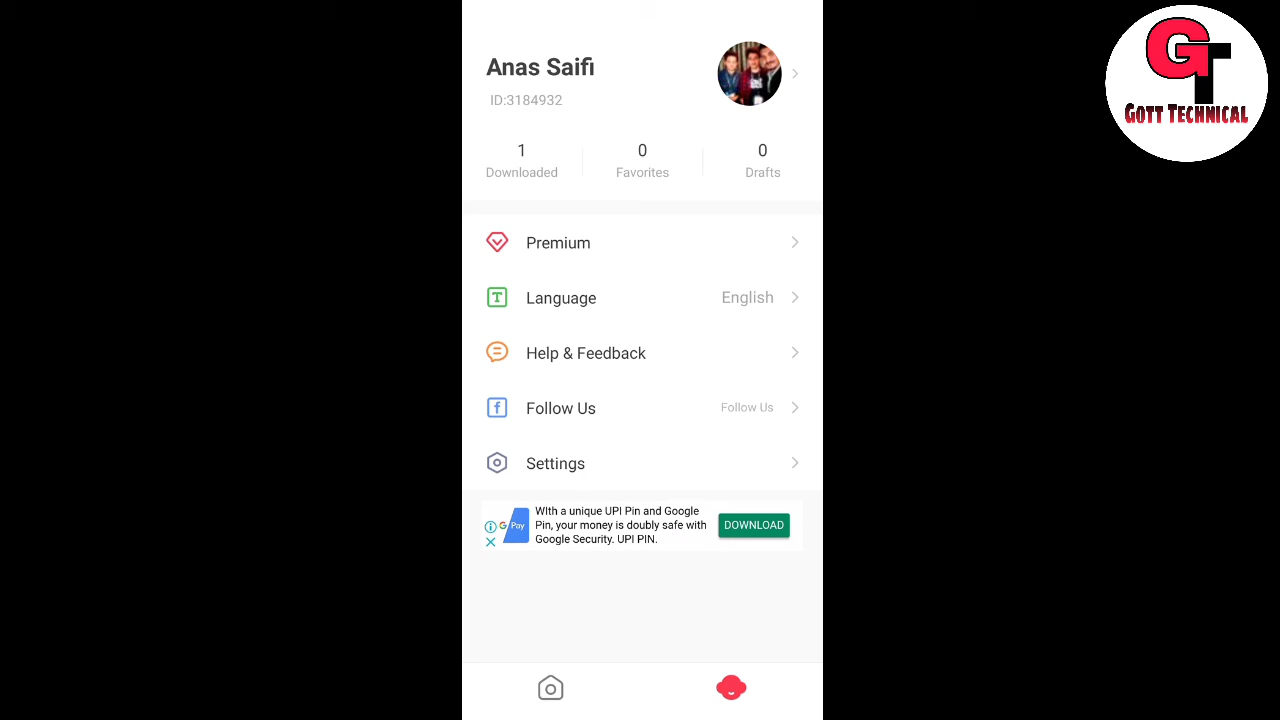 Anas Saifi
ID:3184932
1
Downloaded
0
Favorites
0
Drafts
Premium
Language
English
Help & Feedback
Follow Us
Follow Us
Settings
G Pay
WIth a unique UPI Pin and Google
Pin, your money is doubly safe with
Google Security. UPI PIN.
DOWNLOAD
GT
GOTT TECHNICAL